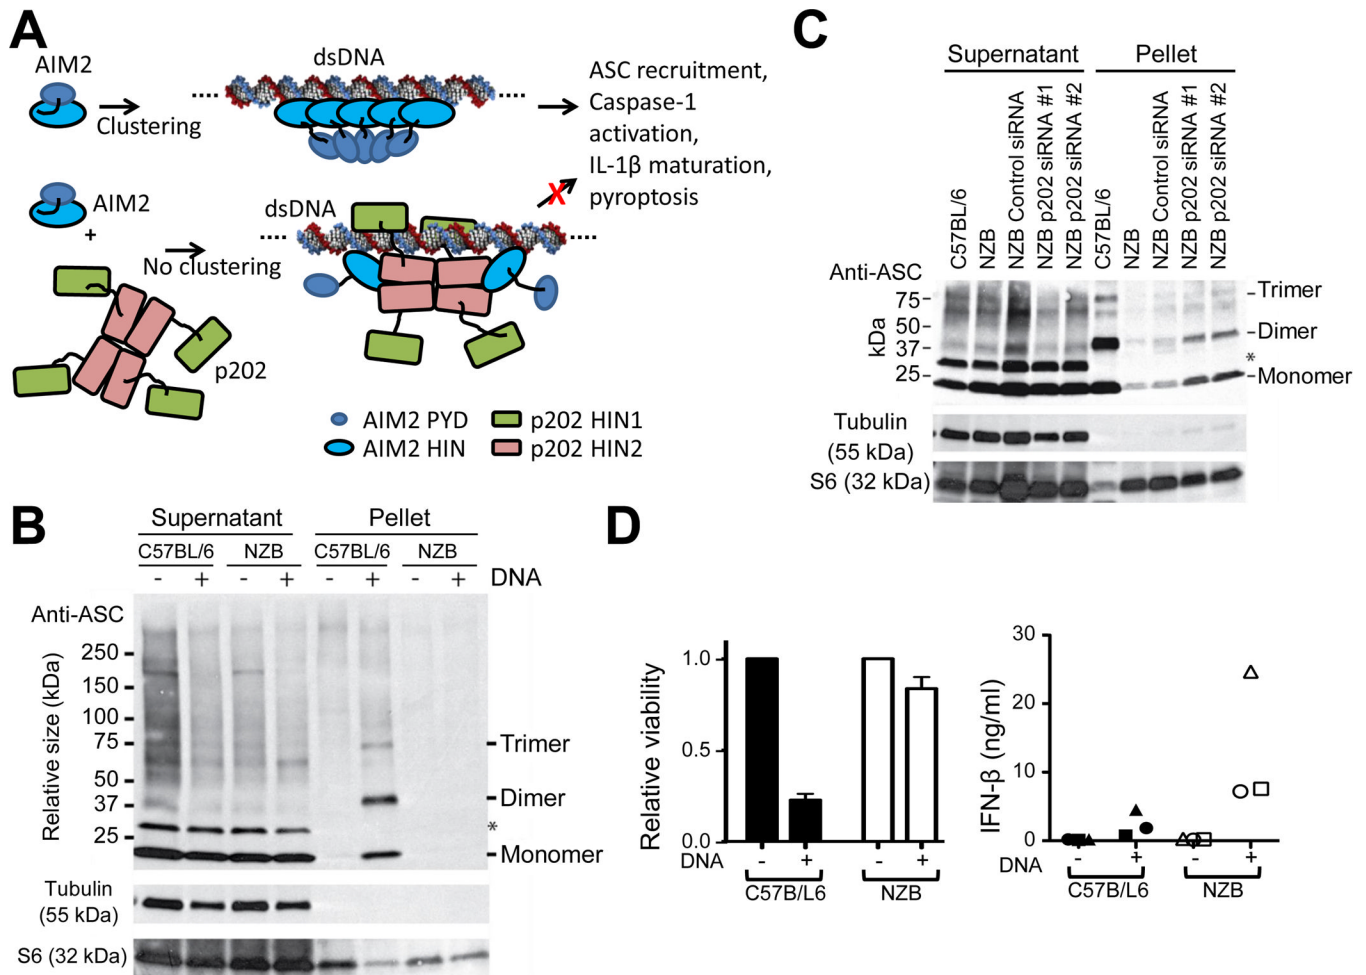 A
AIM2
Clustering
dsDNA
ASC recruitment,
Caspase-1
activation,
IL-1β maturation,
pyroptosis
AIM2
+
No clustering
dsDNA
X
p202
AIM2 PYD
p202 HIN1
AIM2 HIN
p202 HIN2
B
Supernatant
Pellet
C57BL/6
NZB
C57BL/6
NZB
- + - + - + - + DNA
Anti-ASC
Relative size (kDa)
250
150
100
75
50
37
25
Trimer
Dimer
*
Monomer
Tubulin
(55 kDa)
S6 (32 kDa)
C
Supernatant
Pellet
C57BL/6
NZB
NZB Control siRNA
NZB p202 siRNA #1
NZB p202 siRNA #2
C57BL/6
NZB
NZB Control siRNA
NZB p202 siRNA #1
NZB p202 siRNA #2
Anti-ASC
kDa
75
50
37
25
Trimer
Dimer
*
Monomer
Tubulin
(55 kDa)
S6 (32 kDa)
D
Relative viability
1.0
0.5
0.0
DNA - + - +
C57B/L6
NZB
IFN-β (ng/ml)
30
20
10
0
DNA - + - +
C57B/L6
NZB